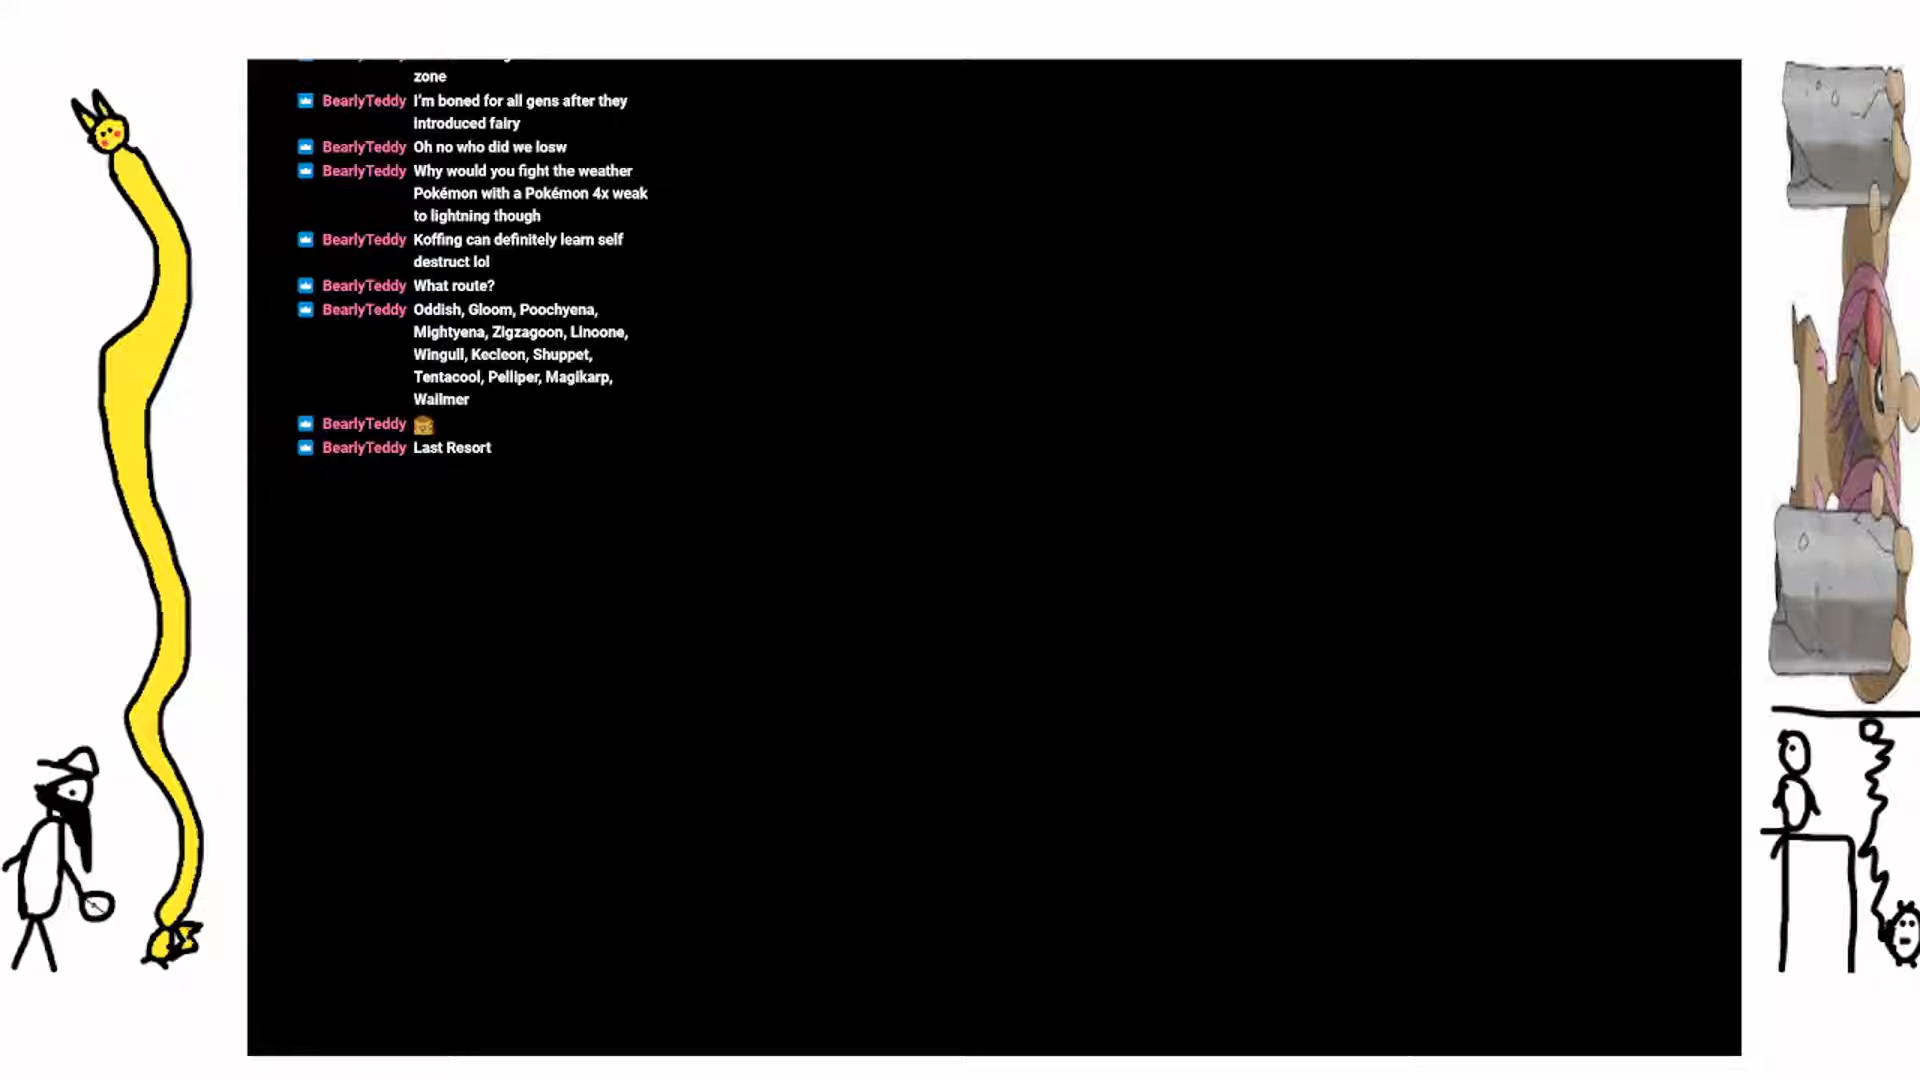 zone
BearlyTeddy I'm boned for all gens after they
introduced fairy
BearlyTeddy Oh no who did we losw
BearlyTeddy Why would you fight the weather
Pokémon with a Pokémon 4x weak
to lightning though
BearlyTeddy Koffing can definitely learn self
destruct lol
BearlyTeddy What route?
BearlyTeddy Oddish, Gloom, Poochyena,
Mightyena, Zigzagoon, Linoone,
Wingull, Kecleon, Shuppet,
Tentacool, Pelliper, Magikarp,
Wailmer
BearlyTeddy
BearlyTeddy Last Resort